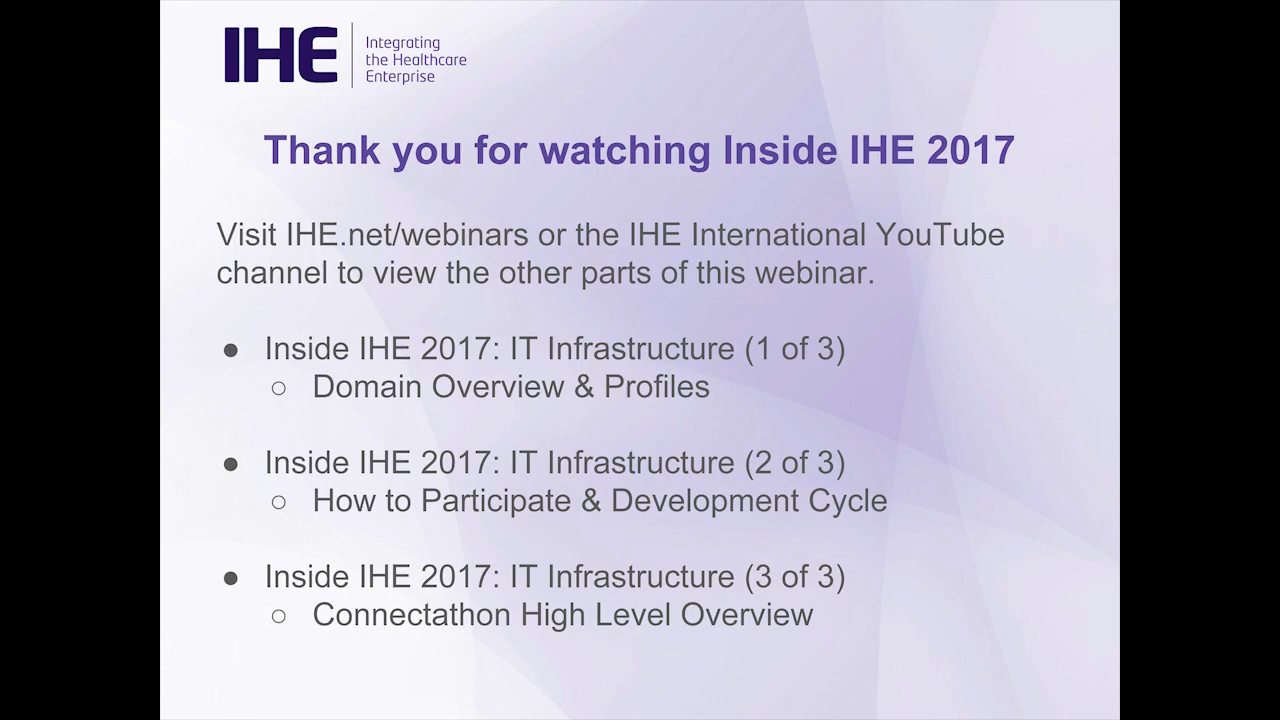 IHE
Integrating
the Healthcare
Enterprise
Thank you for watching Inside IHE 2017
Visit IHE.net/webinars or the IHE International YouTube
channel to view the other parts of this webinar.
● Inside IHE 2017: IT Infrastructure (1 of 3)
○ Domain Overview & Profiles
● Inside IHE 2017: IT Infrastructure (2 of 3)
○ How to Participate & Development Cycle
● Inside IHE 2017: IT Infrastructure (3 of 3)
○ Connectathon High Level Overview